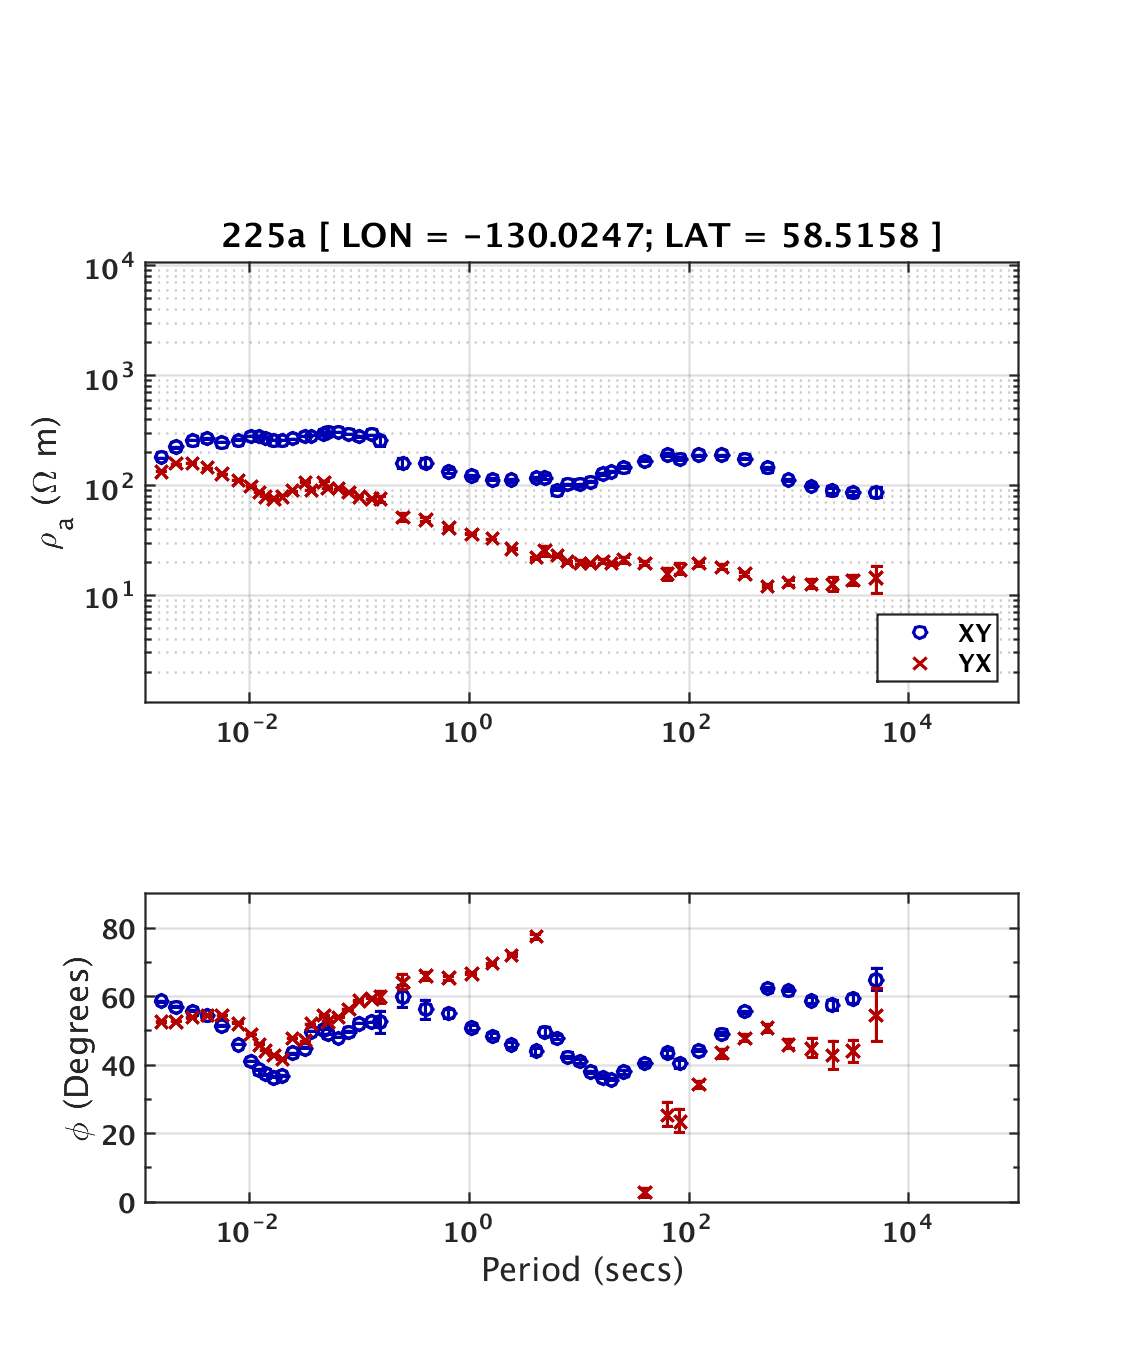 225a [ LON = -130.0247; LAT = 58.5158 ]
10^4
10^3
10^2
10^1
ρ_a (Ω m)
XY
YX
10^-2 10^0 10^2 10^4
80
60
40
20
0
ϕ (Degrees)
10^-2 10^0 10^2 10^4
Period (secs)